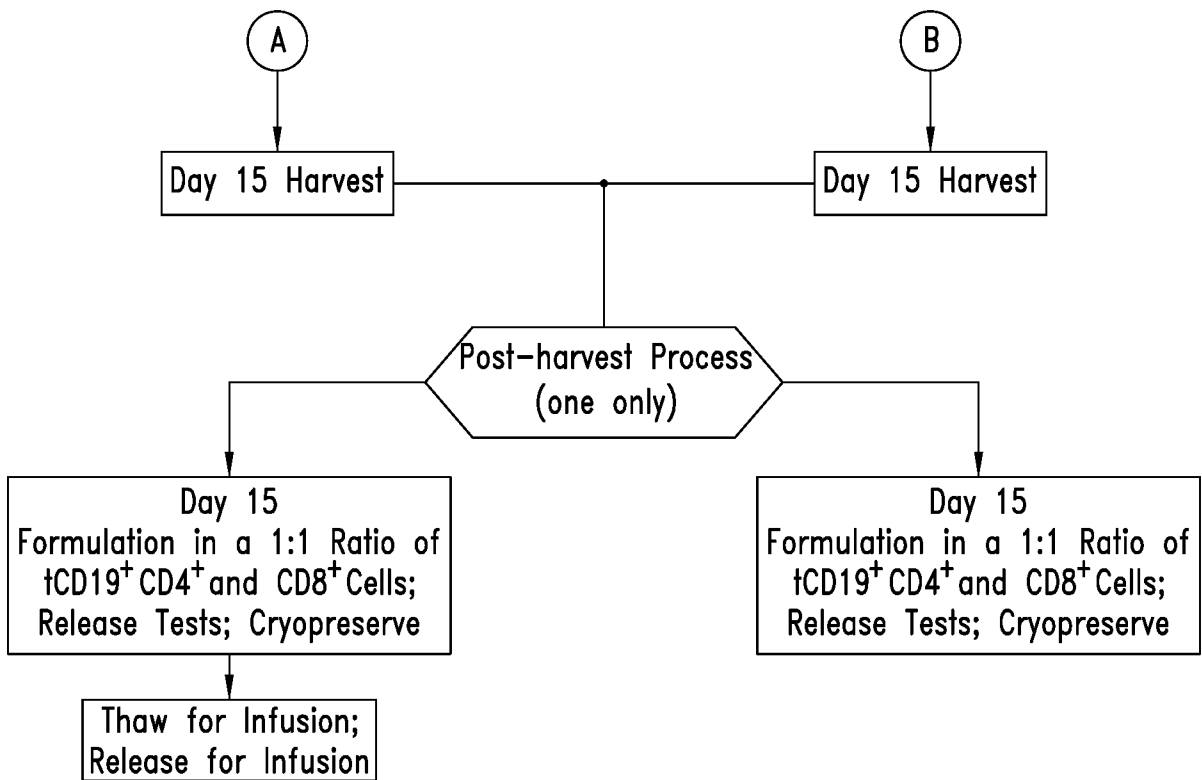 A
B
Day 15 Harvest
Day 15 Harvest
Post-harvest Process
(one only)
Day 15
Formulation in a 1:1 Ratio of
tCD19⁺ CD4⁺ and CD8⁺ Cells;
Release Tests; Cryopreserve
Day 15
Formulation in a 1:1 Ratio of
tCD19⁺ CD4⁺ and CD8⁺ Cells;
Release Tests; Cryopreserve
Thaw for Infusion;
Release for Infusion